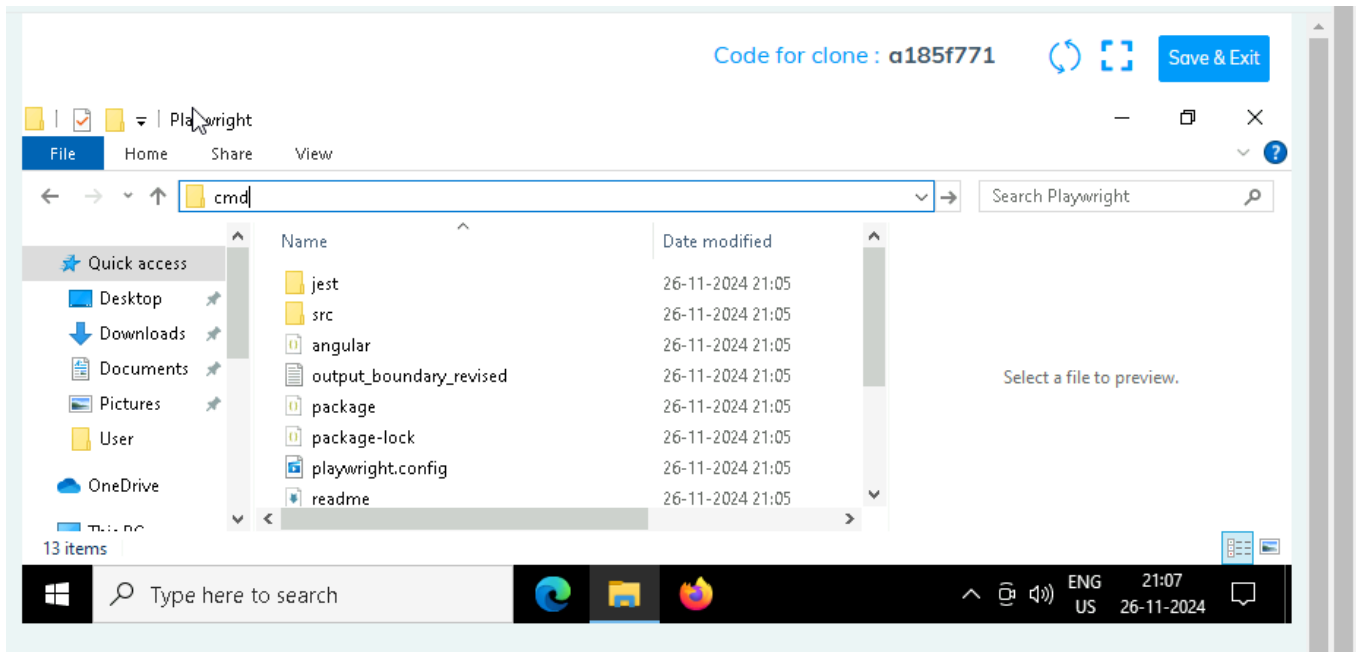 Code for clone : a185f771 Save & Exit
Playwright
File Home Share View
cmd Search Playwright
Name Date modified
Quick access
jest 26-11-2024 21:05
Desktop
src 26-11-2024 21:05
Downloads
angular 26-11-2024 21:05
Documents
output_boundary_revised 26-11-2024 21:05
Select a file to preview.
Pictures
package 26-11-2024 21:05
User
package-lock 26-11-2024 21:05
playwright.config 26-11-2024 21:05
OneDrive
readme 26-11-2024 21:05
This PC
13 items
Type here to search
ENG 21:07
US 26-11-2024